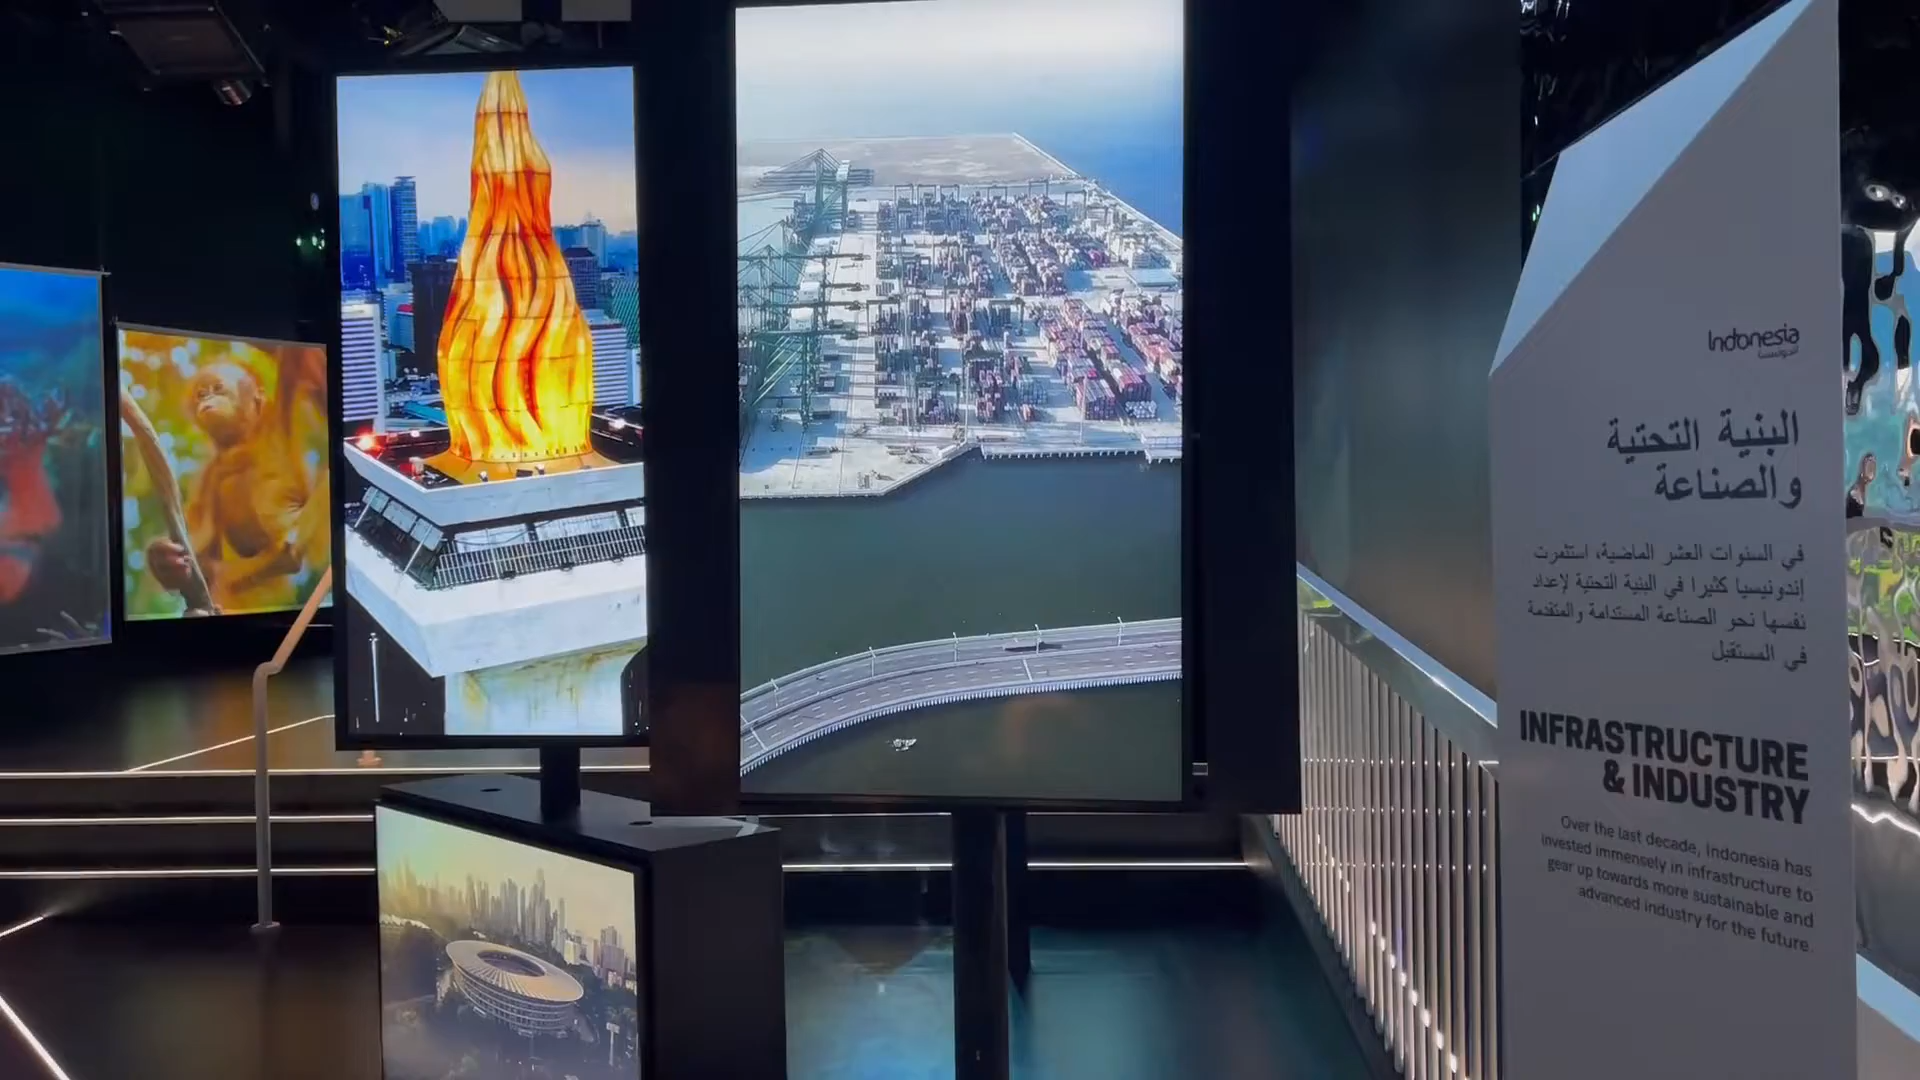 Indonesia
إندونيسيا
البنية التحتية
والصناعة
في السنوات العشر الماضية، استثمرت
إندونيسيا كثيرا في البنية التحتية لإعداد
نفسها نحو الصناعة المستدامة والمتقدمة
في المستقبل
INFRASTRUCTURE
& INDUSTRY
Over the last decade, Indonesia has
invested immensely in infrastructure to
gear up towards more sustainable and
advanced industry for the future.